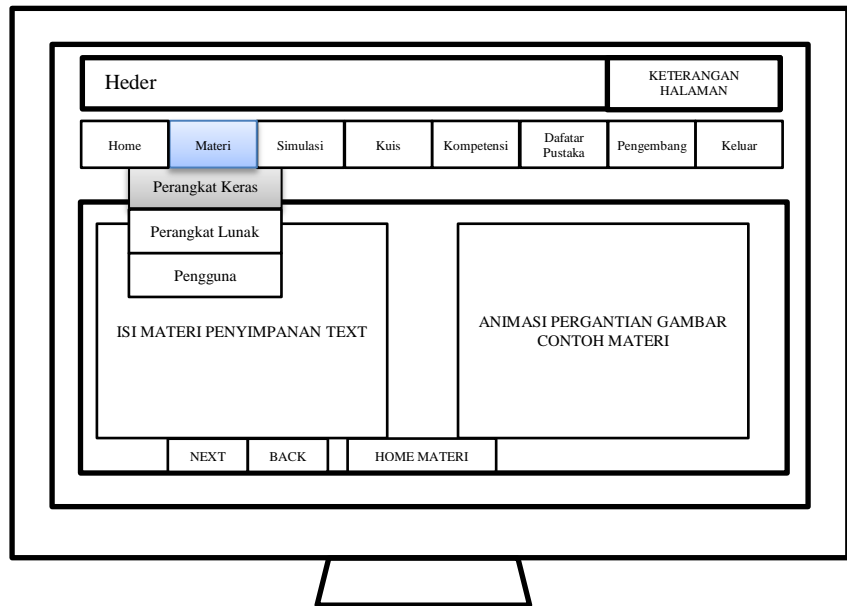 Heder
KETERANGAN
HALAMAN
Home
Materi
Simulasi
Kuis
Kompetensi
Dafatar
Pustaka
Pengembang
Keluar
Perangkat Keras
Perangkat Lunak
Pengguna
ISI MATERI PENYIMPANAN TEXT
ANIMASI PERGANTIAN GAMBAR
CONTOH MATERI
NEXT
BACK
HOME MATERI